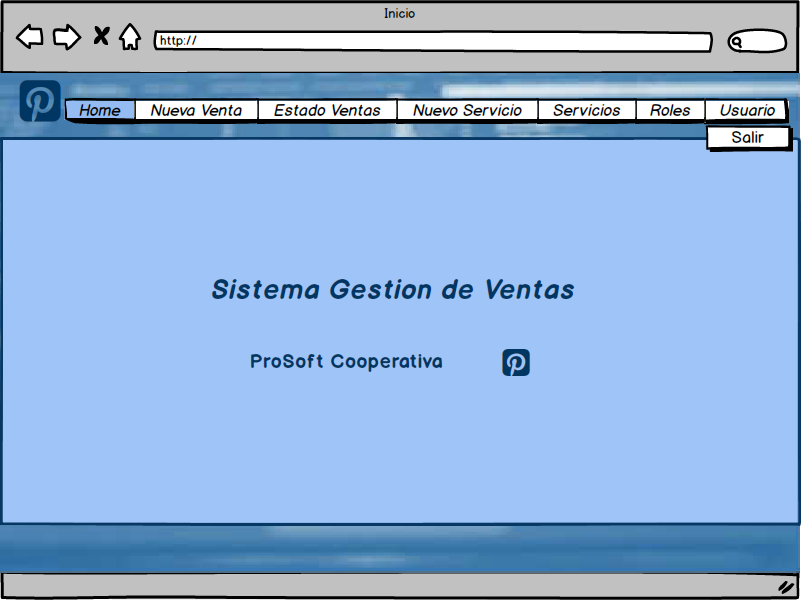 Inicio
http://
Home Nueva Venta Estado Ventas Nuevo Servicio Servicios Roles Usuario
Salir
Sistema Gestion de Ventas
ProSoft Cooperativa